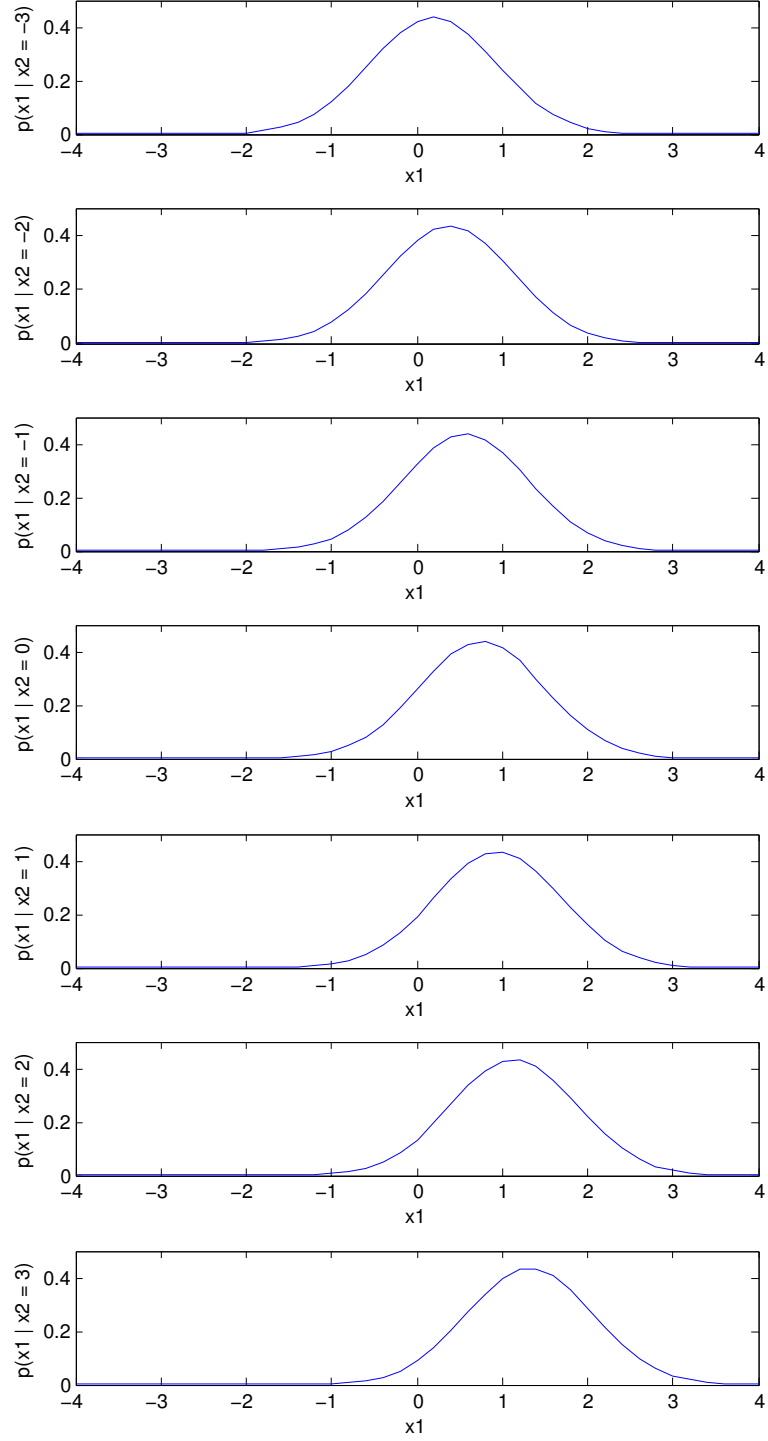 p(x1 | x2 = −3)
0.4
0.2
0
−4 −3 −2 −1 0 1 2 3 4
x1
p(x1 | x2 = −2)
0.4
0.2
0
−4 −3 −2 −1 0 1 2 3 4
x1
p(x1 | x2 = −1)
0.4
0.2
0
−4 −3 −2 −1 0 1 2 3 4
x1
p(x1 | x2 = 0)
0.4
0.2
0
−4 −3 −2 −1 0 1 2 3 4
x1
p(x1 | x2 = 1)
0.4
0.2
0
−4 −3 −2 −1 0 1 2 3 4
x1
p(x1 | x2 = 2)
0.4
0.2
0
−4 −3 −2 −1 0 1 2 3 4
x1
p(x1 | x2 = 3)
0.4
0.2
0
−4 −3 −2 −1 0 1 2 3 4
x1